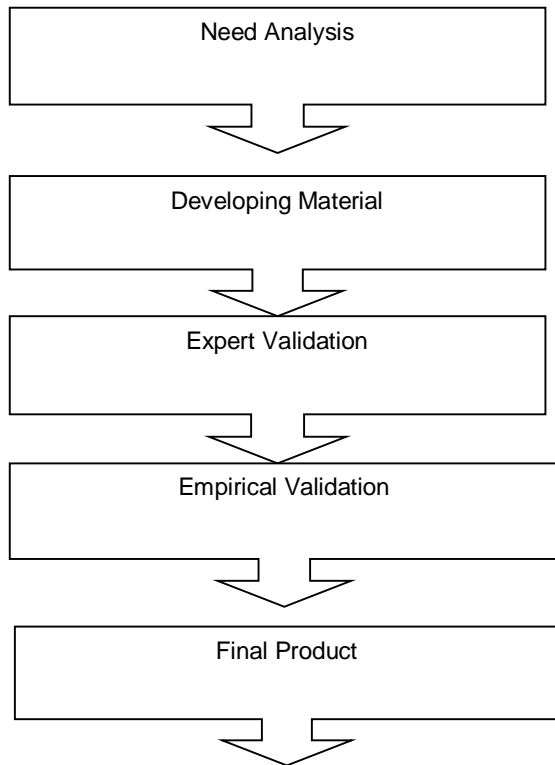 Need Analysis
Developing Material
Expert Validation
Empirical Validation
Final Product